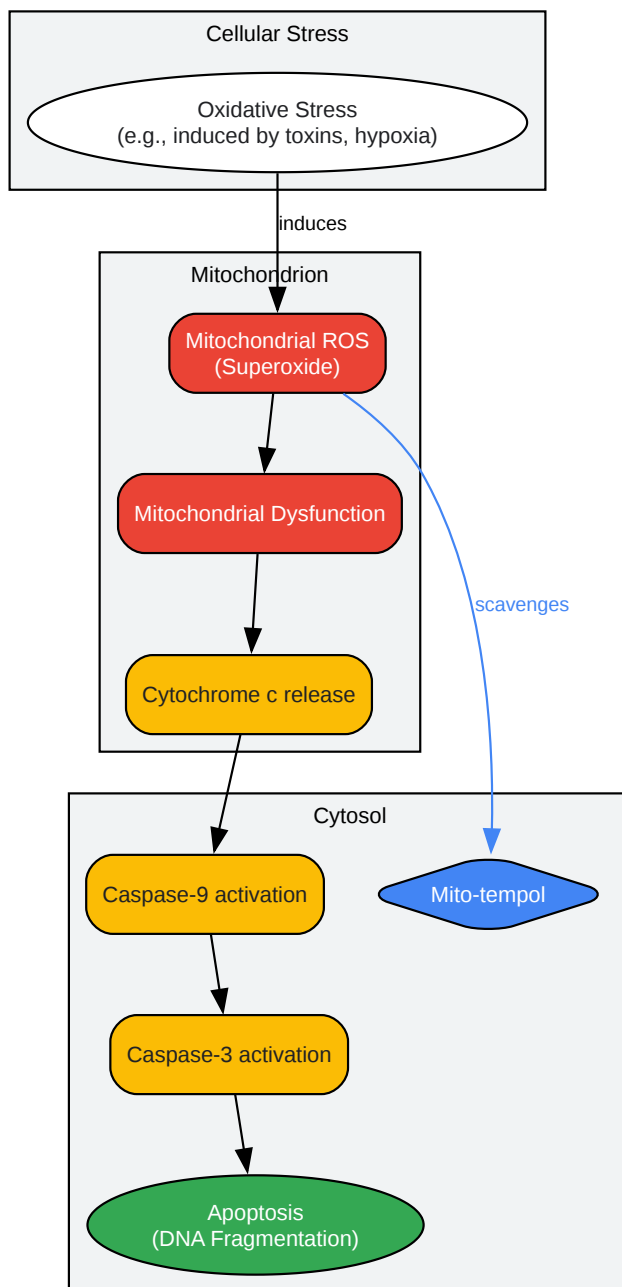 Cellular Stress
Oxidative Stress
(e.g., induced by toxins, hypoxia)
induces
Mitochondrion
Mitochondrial ROS
(Superoxide)
Mitochondrial Dysfunction
scavenges
Cytochrome c release
Cytosol
Caspase-9 activation
Mito-tempol
Caspase-3 activation
Apoptosis
(DNA Fragmentation)